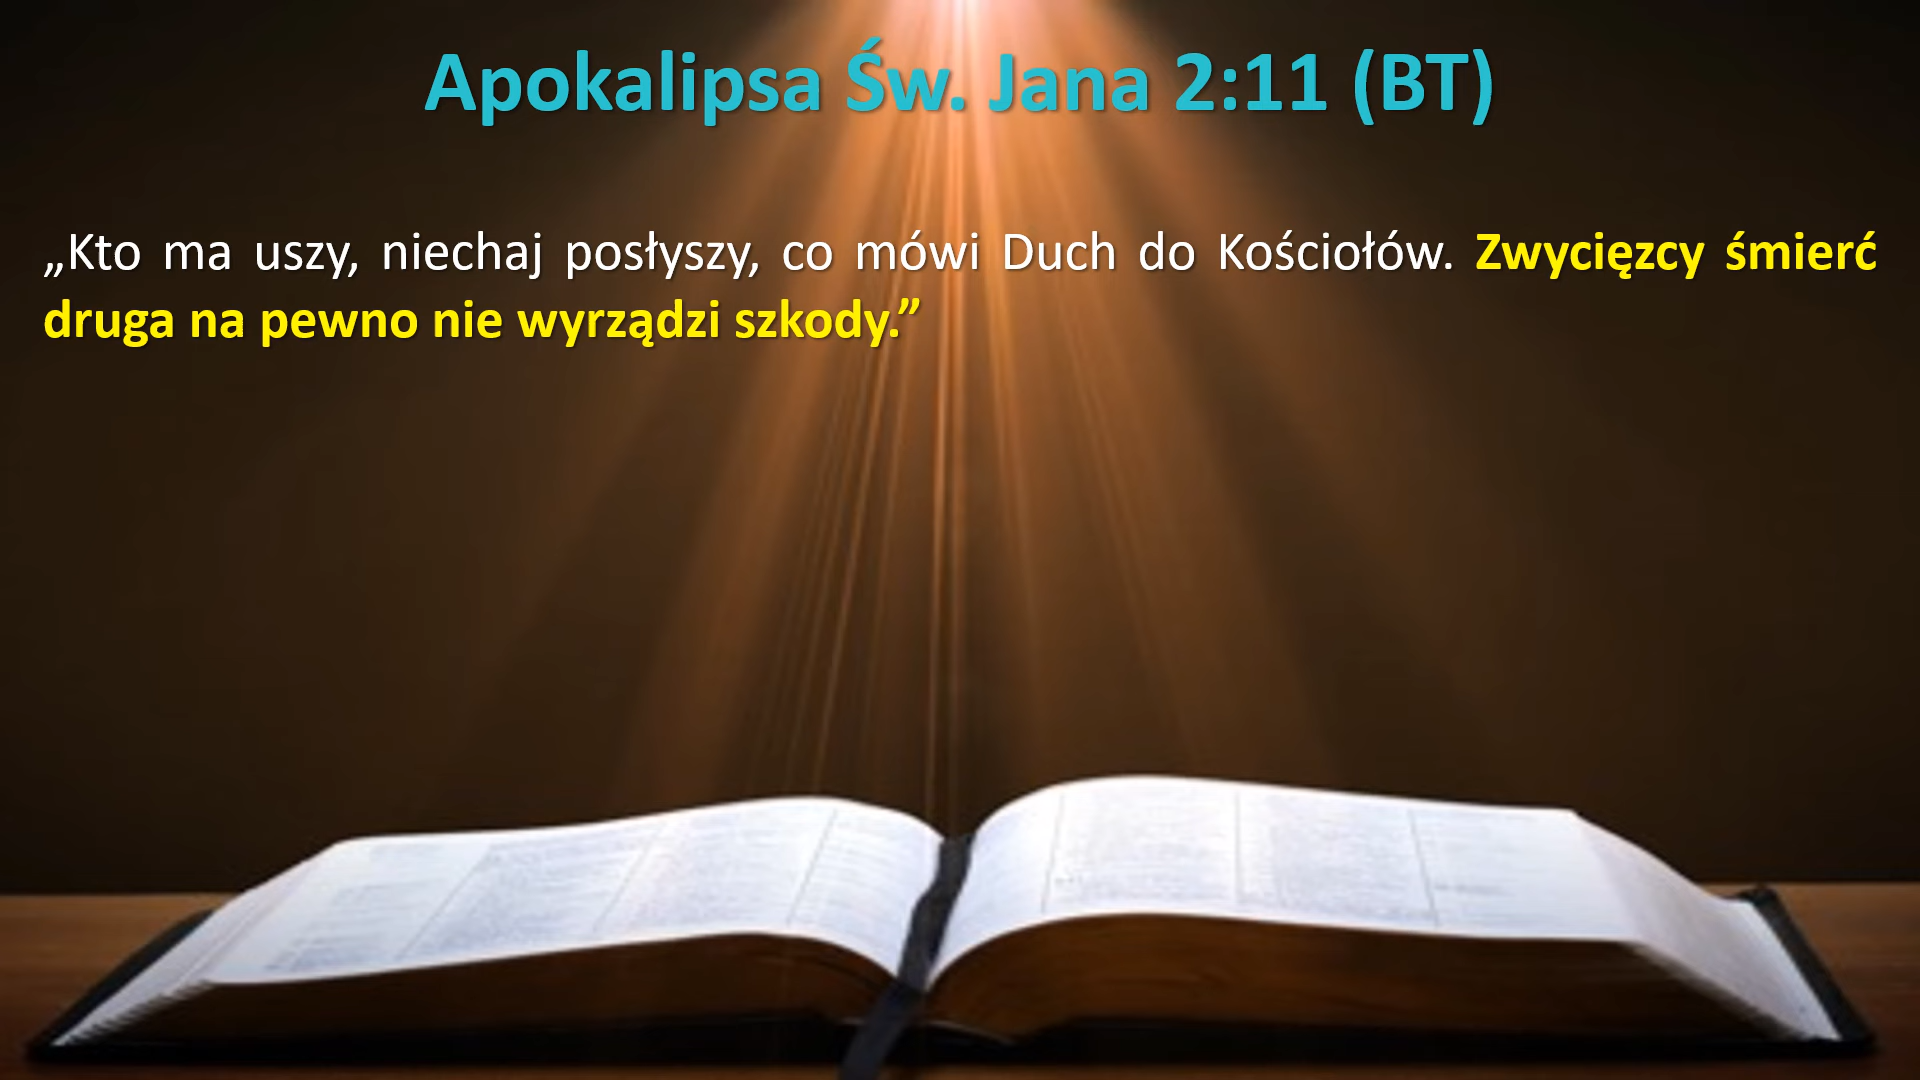 Apokalipsa Św. Jana 2:11 (BT)
„Kto ma uszy, niechaj posłyszy, co mówi Duch do Kościołów. Zwycięzcy śmierć
druga na pewno nie wyrządzi szkody.”